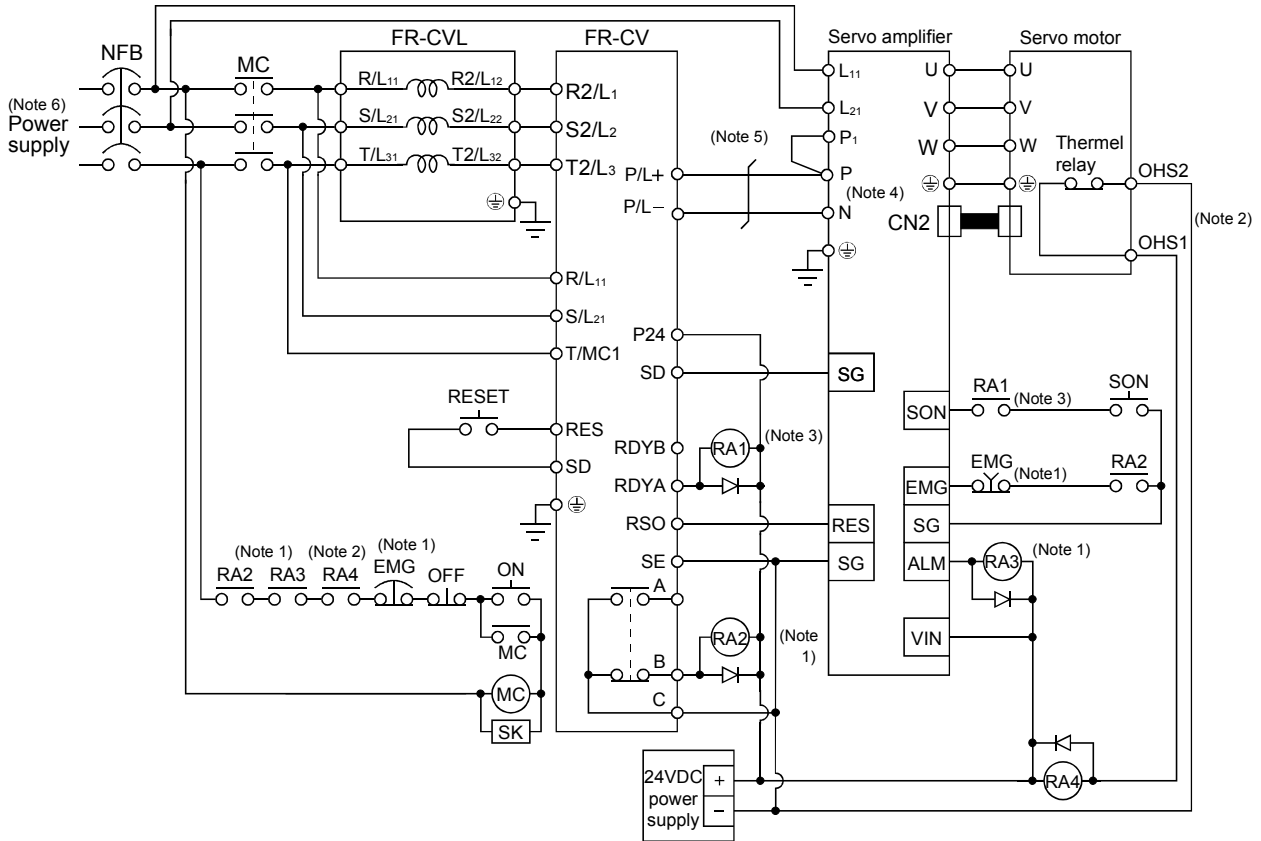 FR-CVL
FR-CV
Servo amplifier
Servo motor
NFB
MC
R/L11
R2/L12
R2/L1
L11
U
U
(Note 6)
Power
supply
S/L21
S2/L22
S2/L2
L21
V
V
T/L31
T2/L32
T2/L3
(Note 5)
P1
W
W
Thermel
relay
P/L+
P
(Note 4)
OHS2
P/L−
N
CN2
(Note 2)
OHS1
R/L11
S/L21
P24
T/MC1
SD
SG
RESET
RES
SON
RA1
(Note 3)
SON
RDYB
RA1
(Note 3)
SD
RDYA
EMG
EMG
(Note1)
RA2
RSO
RES
SG
(Note 1)
(Note 2)
(Note 1)
SE
SG
ALM
RA3
(Note 1)
RA2
RA3
RA4
EMG
OFF
ON
A
MC
B
RA2
(Note
1)
VIN
MC
C
SK
24VDC
power
supply
+
−
RA4